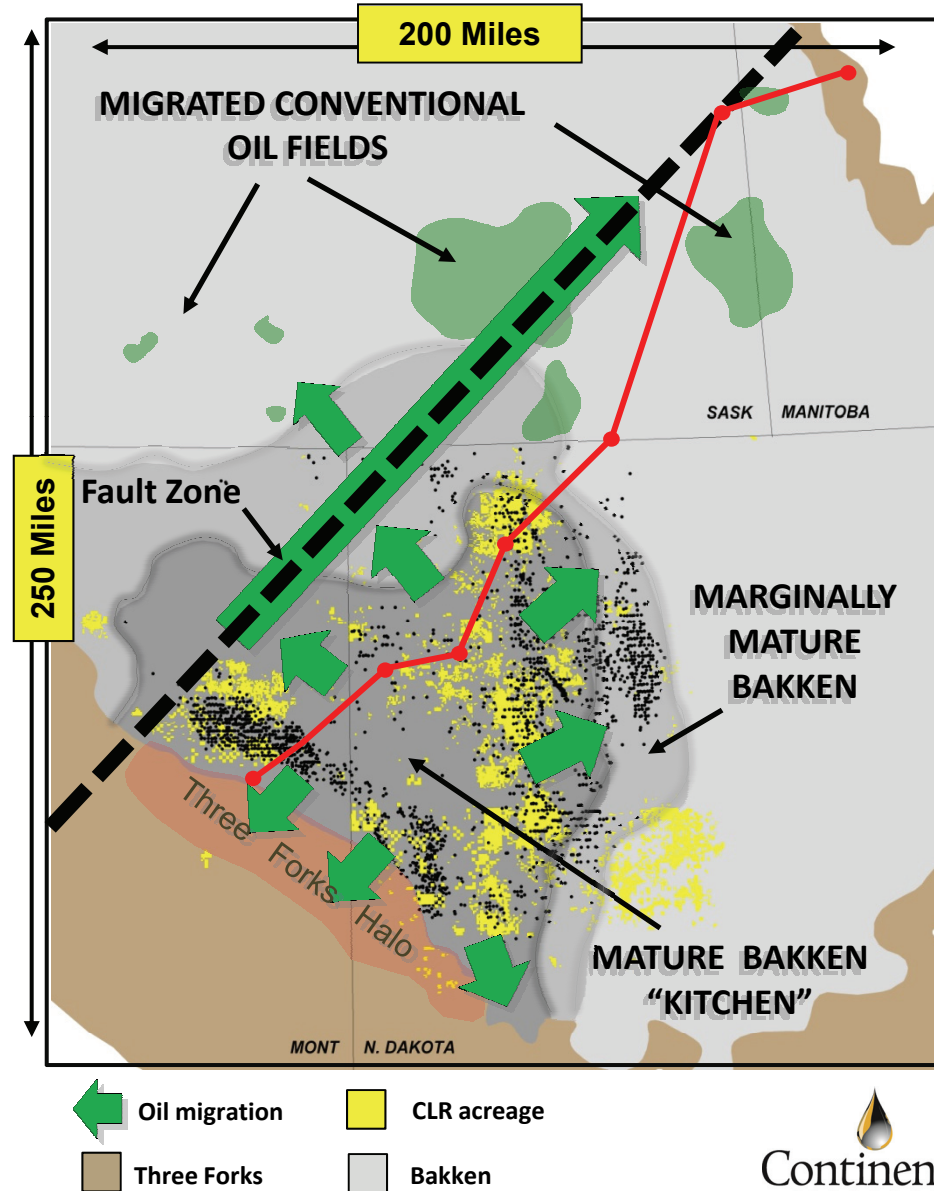 200 Miles
MIGRATED CONVENTIONAL
OIL FIELDS
SASK
MANITOBA
250 Miles
Fault Zone
MARGINALLY
MATURE
BAKKEN
Three Forks Halo
MATURE BAKKEN
“KITCHEN”
MONT
N. DAKOTA
Oil migration
CLR acreage
Three Forks
Bakken
Continen